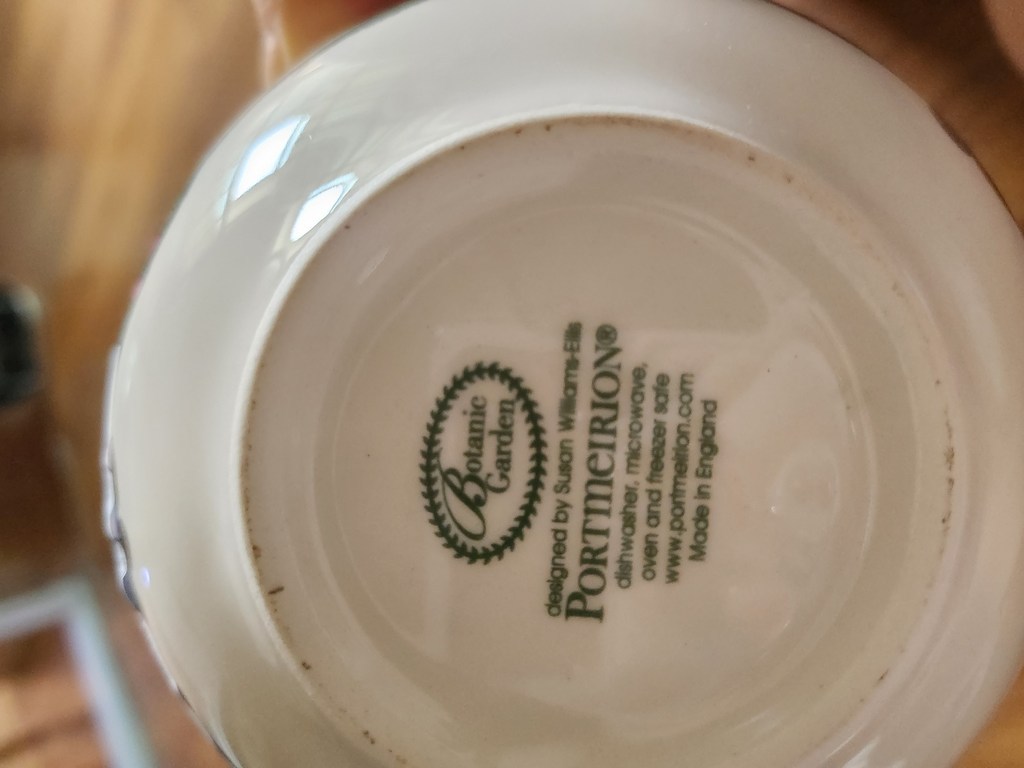 Botanic
Garden
designed by Susan Williams-Ellis
PORTMEIRION®
dishwasher, microwave,
oven and freezer safe
www.portmeirion.com
Made in England